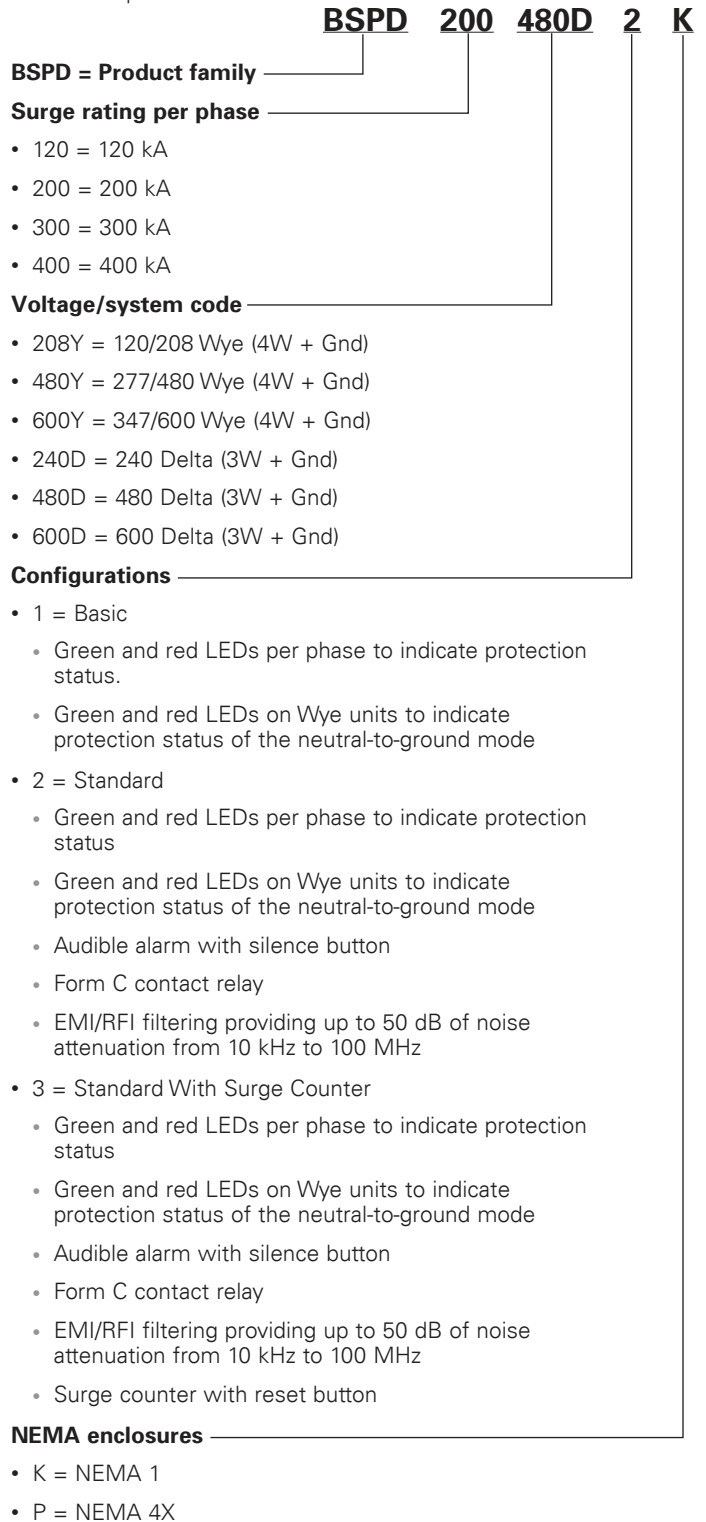 BSPD 200 480D 2 K
BSPD = Product family
Surge rating per phase
• 120 = 120 kA
• 200 = 200 kA
• 300 = 300 kA
• 400 = 400 kA
Voltage/system code
• 208Y = 120/208 Wye (4W + Gnd)
• 480Y = 277/480 Wye (4W + Gnd)
• 600Y = 347/600 Wye (4W + Gnd)
• 240D = 240 Delta (3W + Gnd)
• 480D = 480 Delta (3W + Gnd)
• 600D = 600 Delta (3W + Gnd)
Configurations
• 1 = Basic
• Green and red LEDs per phase to indicate protection
status.
• Green and red LEDs on Wye units to indicate
protection status of the neutral-to-ground mode
• 2 = Standard
• Green and red LEDs per phase to indicate protection
status
• Green and red LEDs on Wye units to indicate
protection status of the neutral-to-ground mode
• Audible alarm with silence button
• Form C contact relay
• EMI/RFI filtering providing up to 50 dB of noise
attenuation from 10 kHz to 100 MHz
• 3 = Standard With Surge Counter
• Green and red LEDs per phase to indicate protection
status
• Green and red LEDs on Wye units to indicate
protection status of the neutral-to-ground mode
• Audible alarm with silence button
• Form C contact relay
• EMI/RFI filtering providing up to 50 dB of noise
attenuation from 10 kHz to 100 MHz
• Surge counter with reset button
NEMA enclosures
• K = NEMA 1
• P = NEMA 4X